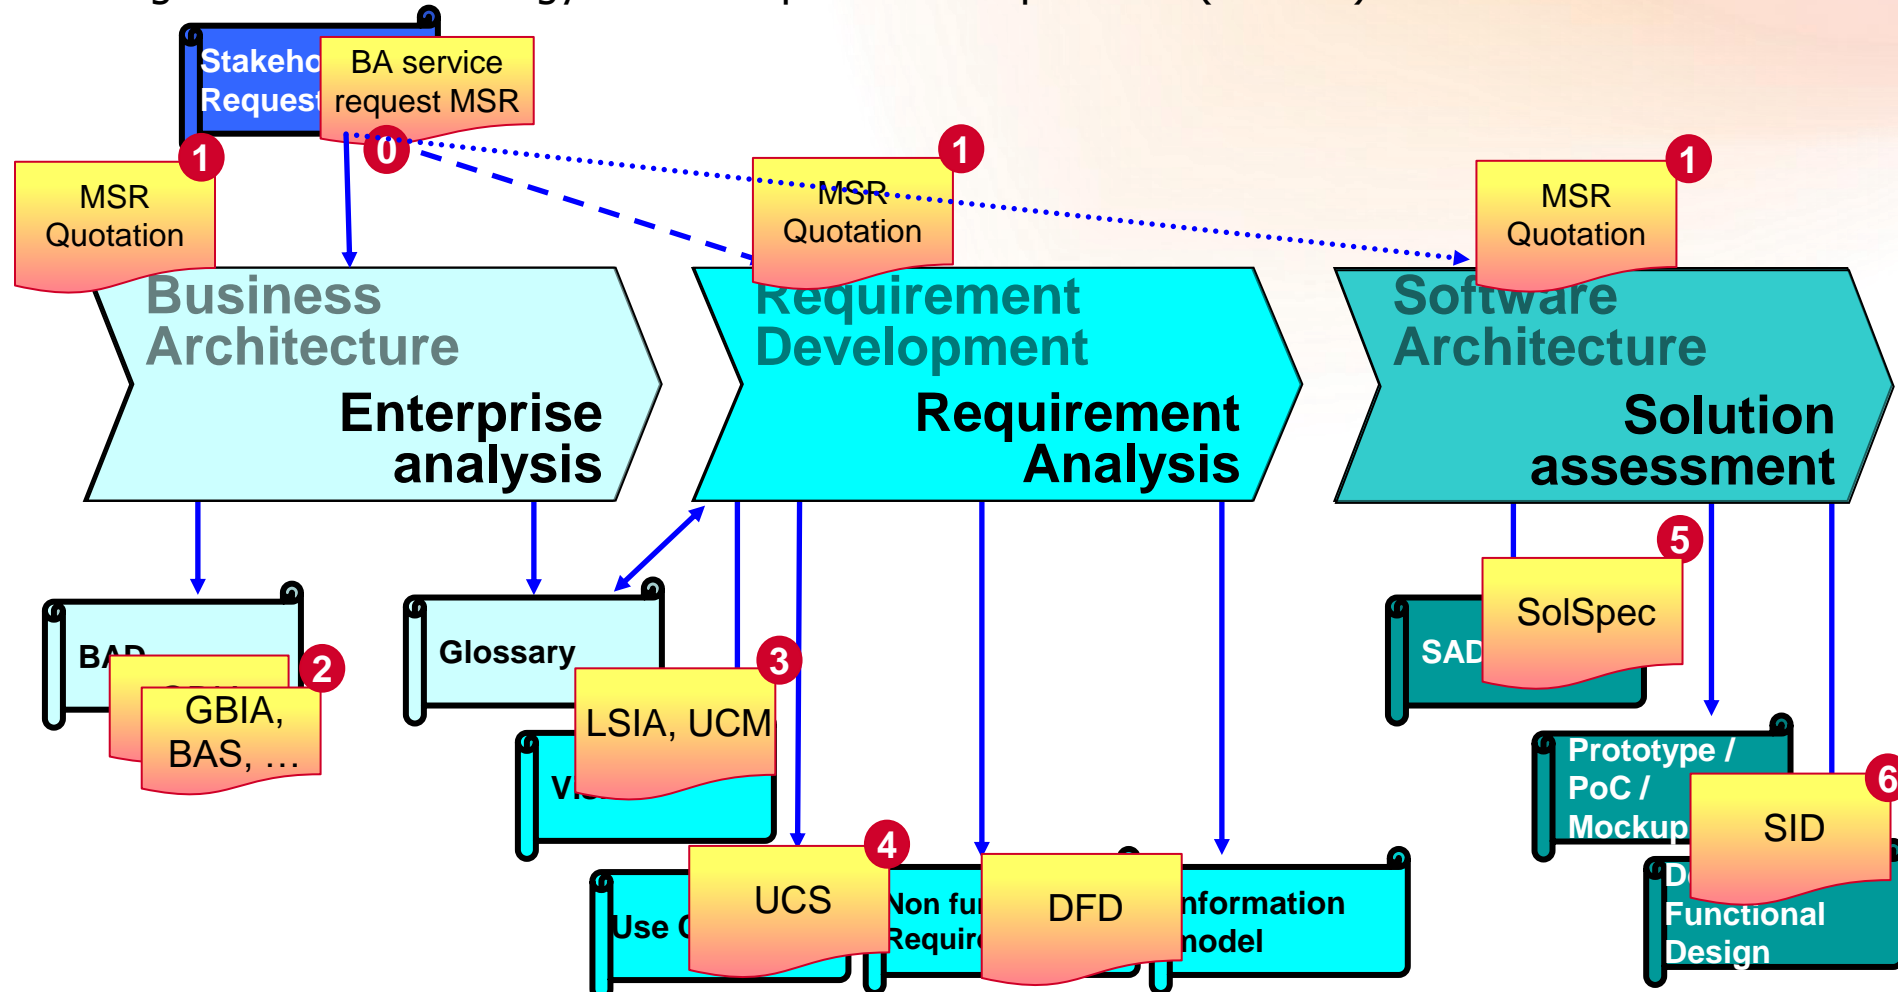 Stakeho
Request
BA service
request MSR
0
1
MSR
Quotation
1
MSR
Quotation
1
MSR
Quotation
Business
Architecture
Enterprise
analysis
Requirement
Development
Requirement
Analysis
Software
Architecture
Solution
assessment
BAD
2
GBIA,
BAS, …
Glossary
3
LSIA, UCM
4
UCS
Use
Non fun
Require
DFD
nformation
model
5
SolSpec
SAD
Prototype /
PoC /
Mockup
6
SID
Functional
Design